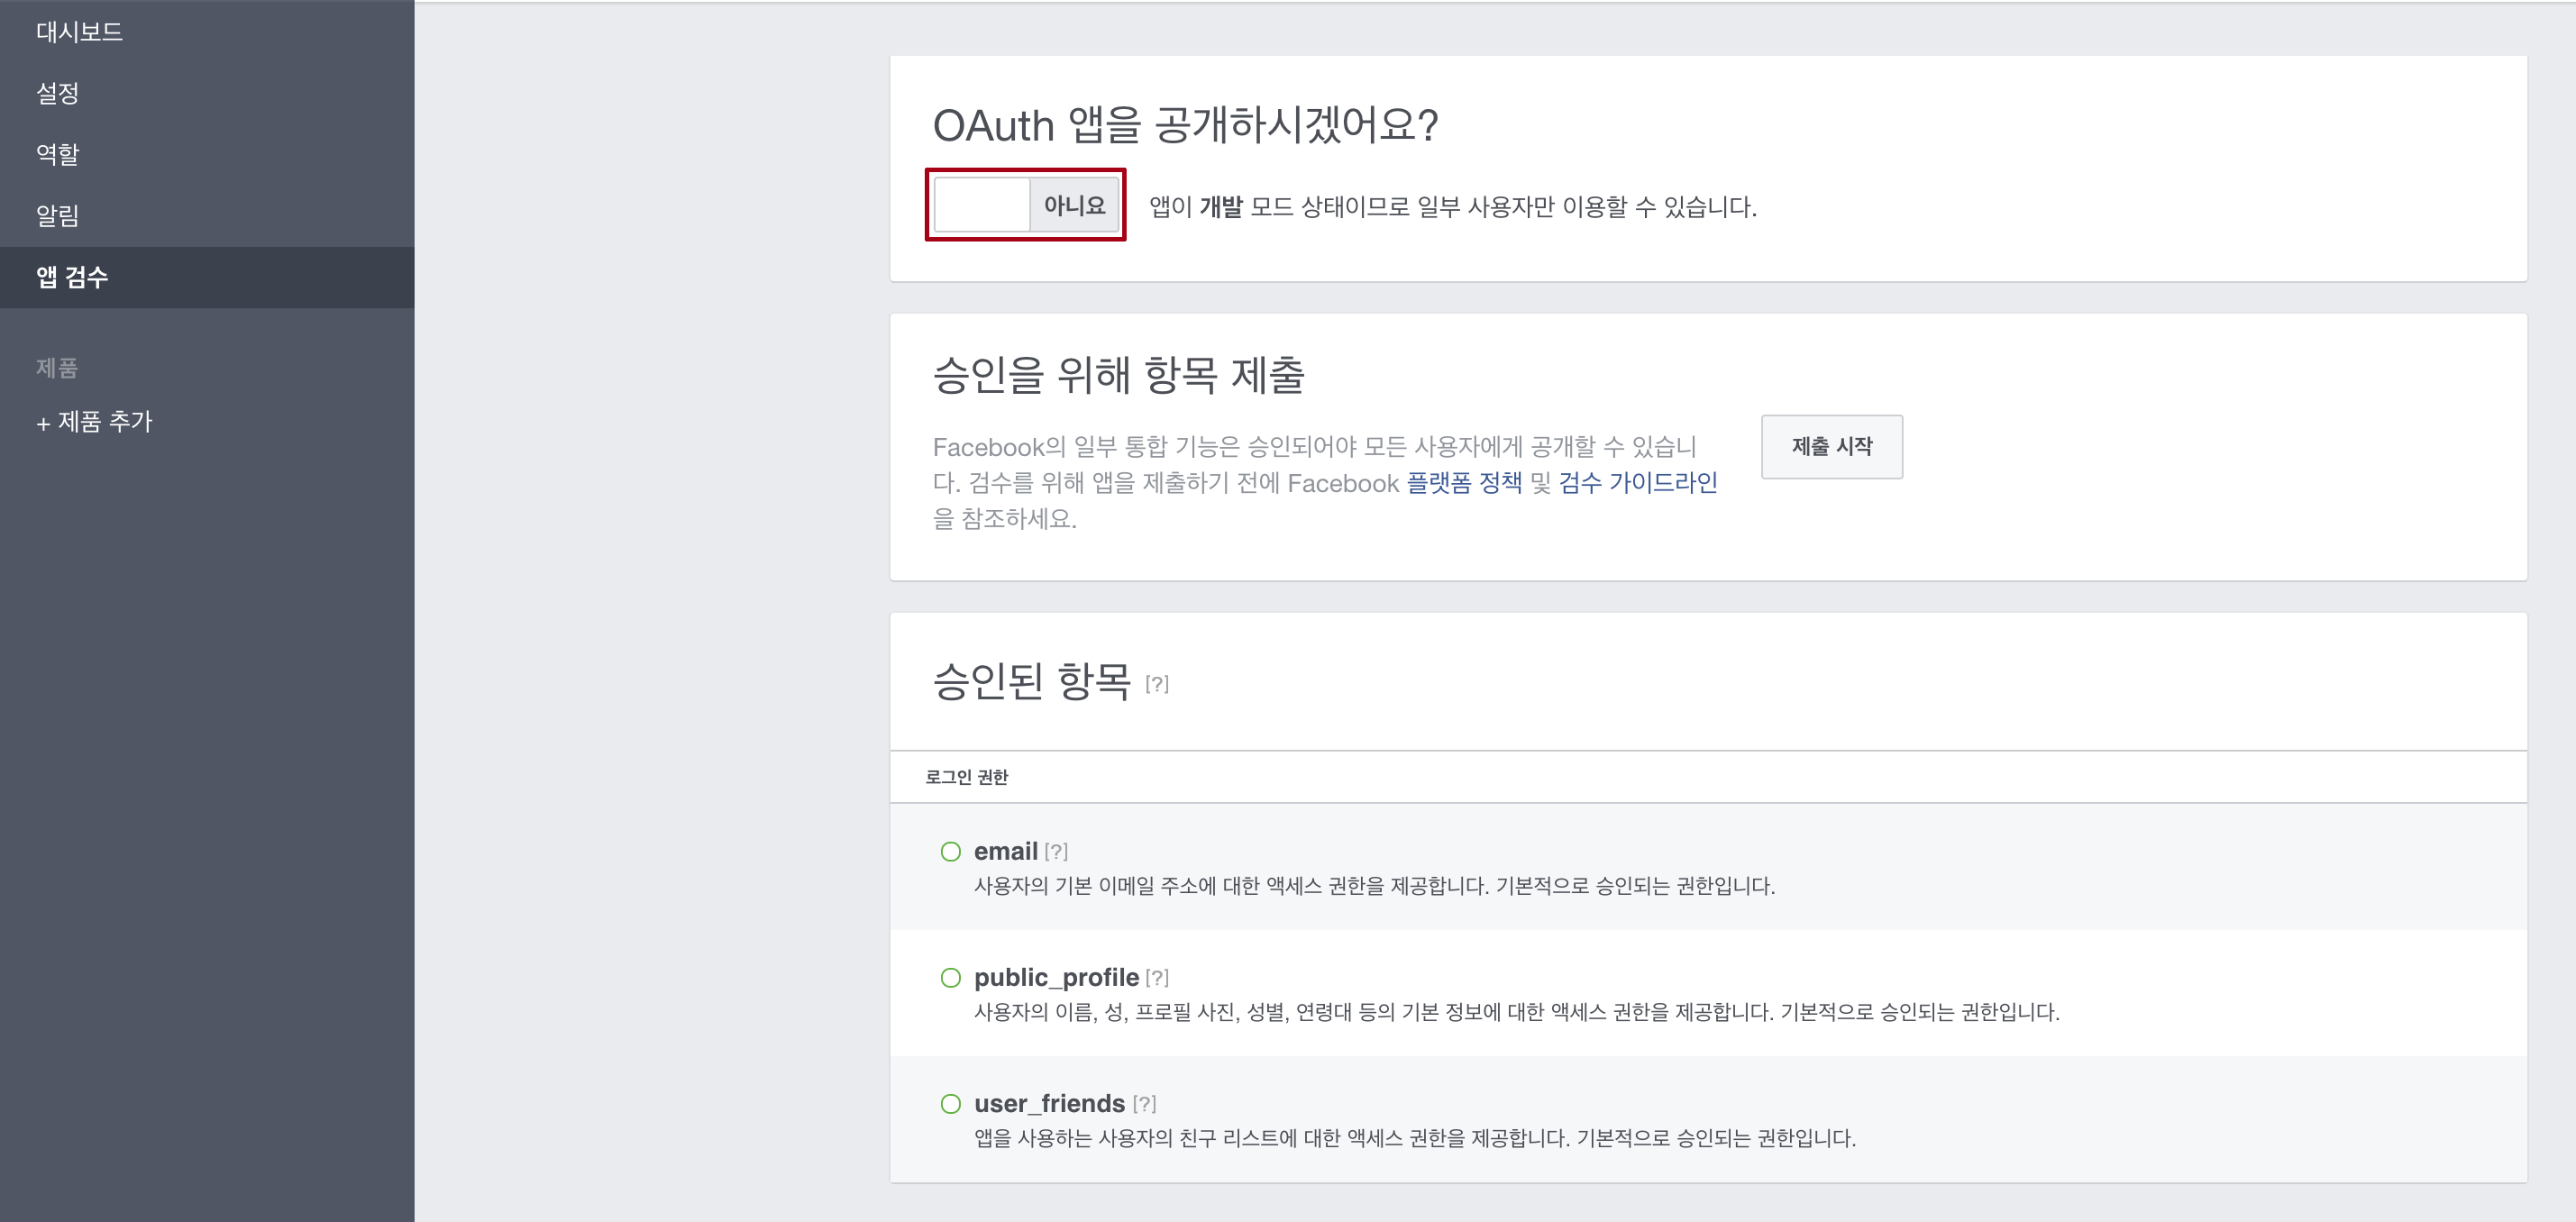 대시보드
설정
역할
알림
앱 검수
제품
+ 제품 추가
OAuth 앱을 공개하시겠어요?
아니요
앱이 개발 모드 상태이므로 일부 사용자만 이용할 수 있습니다.
승인을 위해 항목 제출
Facebook의 일부 통합 기능은 승인되어야 모든 사용자에게 공개할 수 있습니
다. 검수를 위해 앱을 제출하기 전에 Facebook 플랫폼 정책 및 검수 가이드라인
을 참조하세요.
제출 시작
승인된 항목 [?]
로그인 권한
email [?]
사용자의 기본 이메일 주소에 대한 액세스 권한을 제공합니다. 기본적으로 승인되는 권한입니다.
public_profile [?]
사용자의 이름, 성, 프로필 사진, 성별, 연령대 등의 기본 정보에 대한 액세스 권한을 제공합니다. 기본적으로 승인되는 권한입니다.
user_friends [?]
앱을 사용하는 사용자의 친구 리스트에 대한 액세스 권한을 제공합니다. 기본적으로 승인되는 권한입니다.